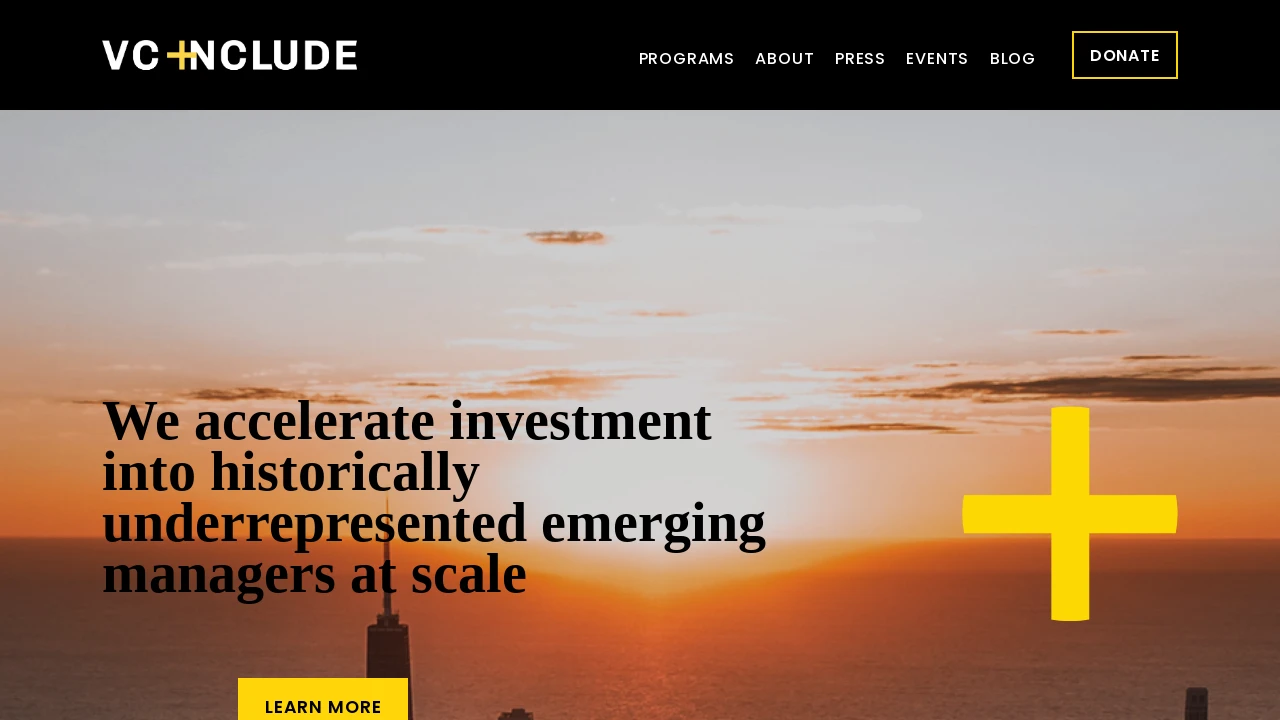 VC INCLUDE
PROGRAMS
ABOUT
PRESS
EVENTS
BLOG
DONATE
We accelerate investment
into historically
underrepresented emerging
managers at scale
LEARN MORE